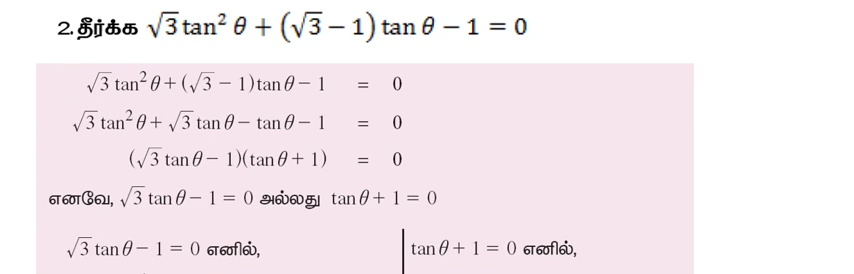 2. தீர்க்க √3 tan² θ + (√3 − 1) tan θ − 1 = 0
√3 tan² θ + (√3 − 1) tan θ − 1 = 0
√3 tan² θ + √3 tan θ − tan θ − 1 = 0
(√3 tan θ − 1)(tan θ + 1) = 0
எனவே, √3 tan θ − 1 = 0 அல்லது tan θ + 1 = 0
√3 tan θ − 1 = 0 எனில், tan θ + 1 = 0 எனில்,